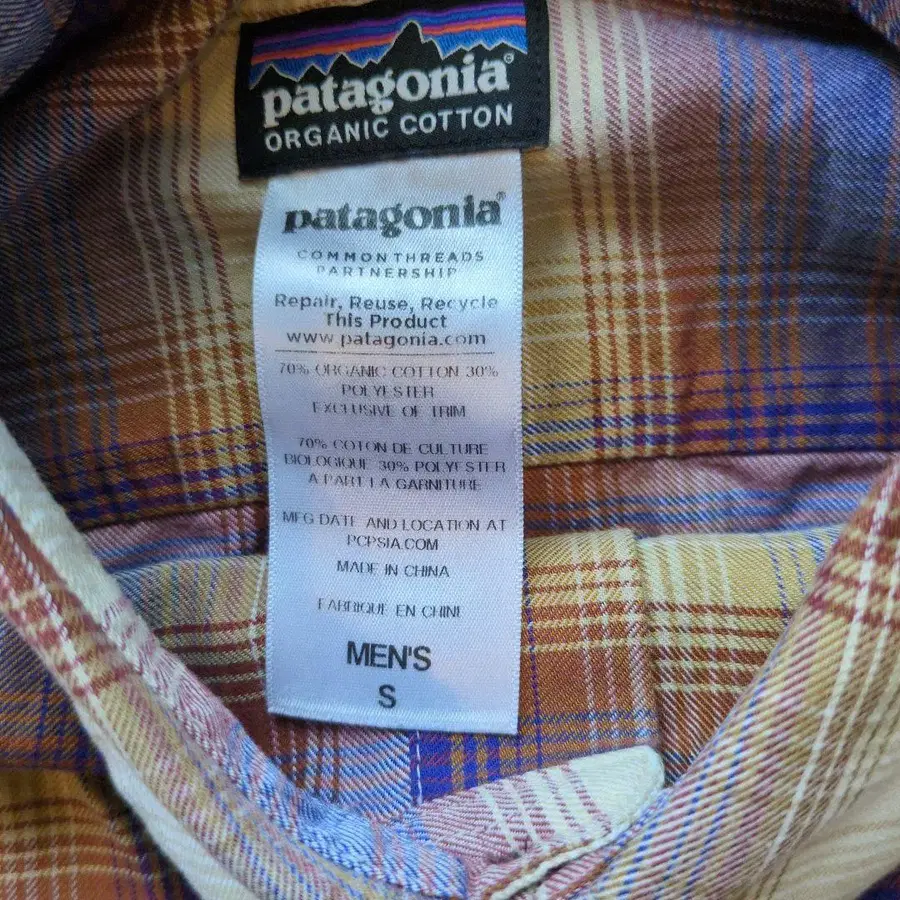 patagonia®
ORGANIC COTTON
patagonia®
COMMONTHREADS
PARTNERSHIP
Repair, Reuse, Recycle
This Product
www patagonia.com
70% ORGANIC COTTON 30%
POLYESTER
EXCLUSIVE OF TRIM
70% COTON DE CULTURE
BIOLOGIQUE 30% POLYESTER
A PART LA GARNITURE
MFG DATE AND LOCATION AT
PCPSIA.COM
MADE IN CHINA
FABRIQUE EN CHINE
MEN'S
S